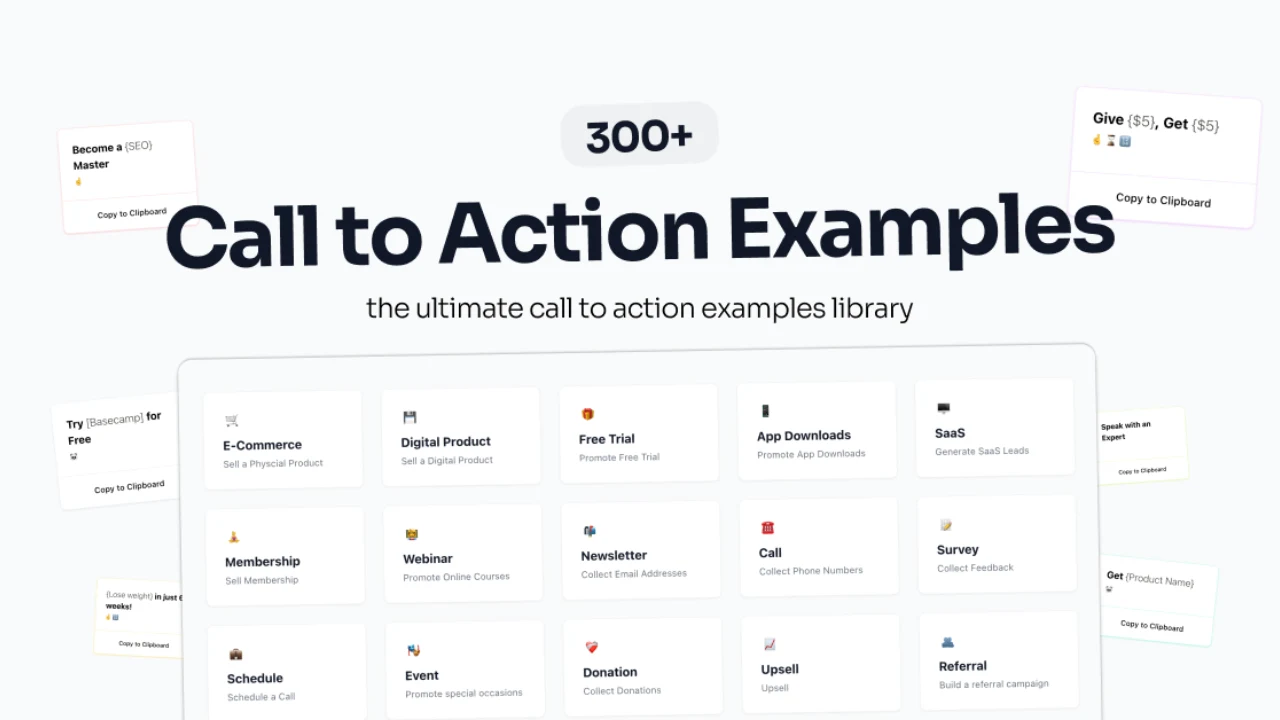 300+
Call to Action Examples
the ultimate call to action examples library
Become a {SEO}
Master
Copy to Clipboard
Give {$5}, Get {$5}
Copy to Clipboard
Try [Basecamp] for
Free
Copy to Clipboard
{Lose weight} in just 6
weeks!
Copy to Clipboard
E-Commerce
Sell a Physcial Product
Digital Product
Sell a Digital Product
Free Trial
Promote Free Trial
App Downloads
Promote App Downloads
SaaS
Generate SaaS Leads
Membership
Sell Membership
Webinar
Promote Online Courses
Newsletter
Collect Email Addresses
Call
Collect Phone Numbers
Survey
Collect Feedback
Schedule
Schedule a Call
Event
Promote special occasions
Donation
Collect Donations
Upsell
Upsell
Referral
Build a referral campaign
Speak with an
Expert
Copy to Clipboard
Get {Product Name}
Copy to Clipboard